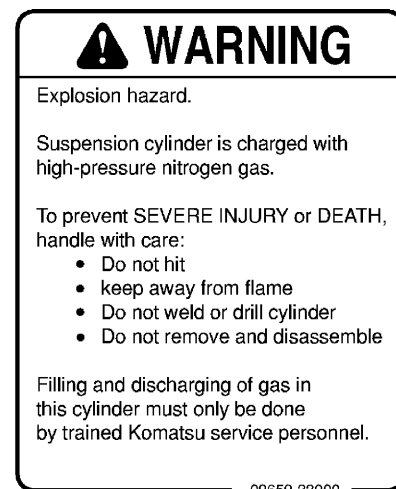 WARNING
Explosion hazard.
Suspension cylinder is charged with
high-pressure nitrogen gas.
To prevent SEVERE INJURY or DEATH,
handle with care:
• Do not hit
• keep away from flame
• Do not weld or drill cylinder
• Do not remove and disassemble
Filling and discharging of gas in
this cylinder must only be done
by trained Komatsu service personnel.